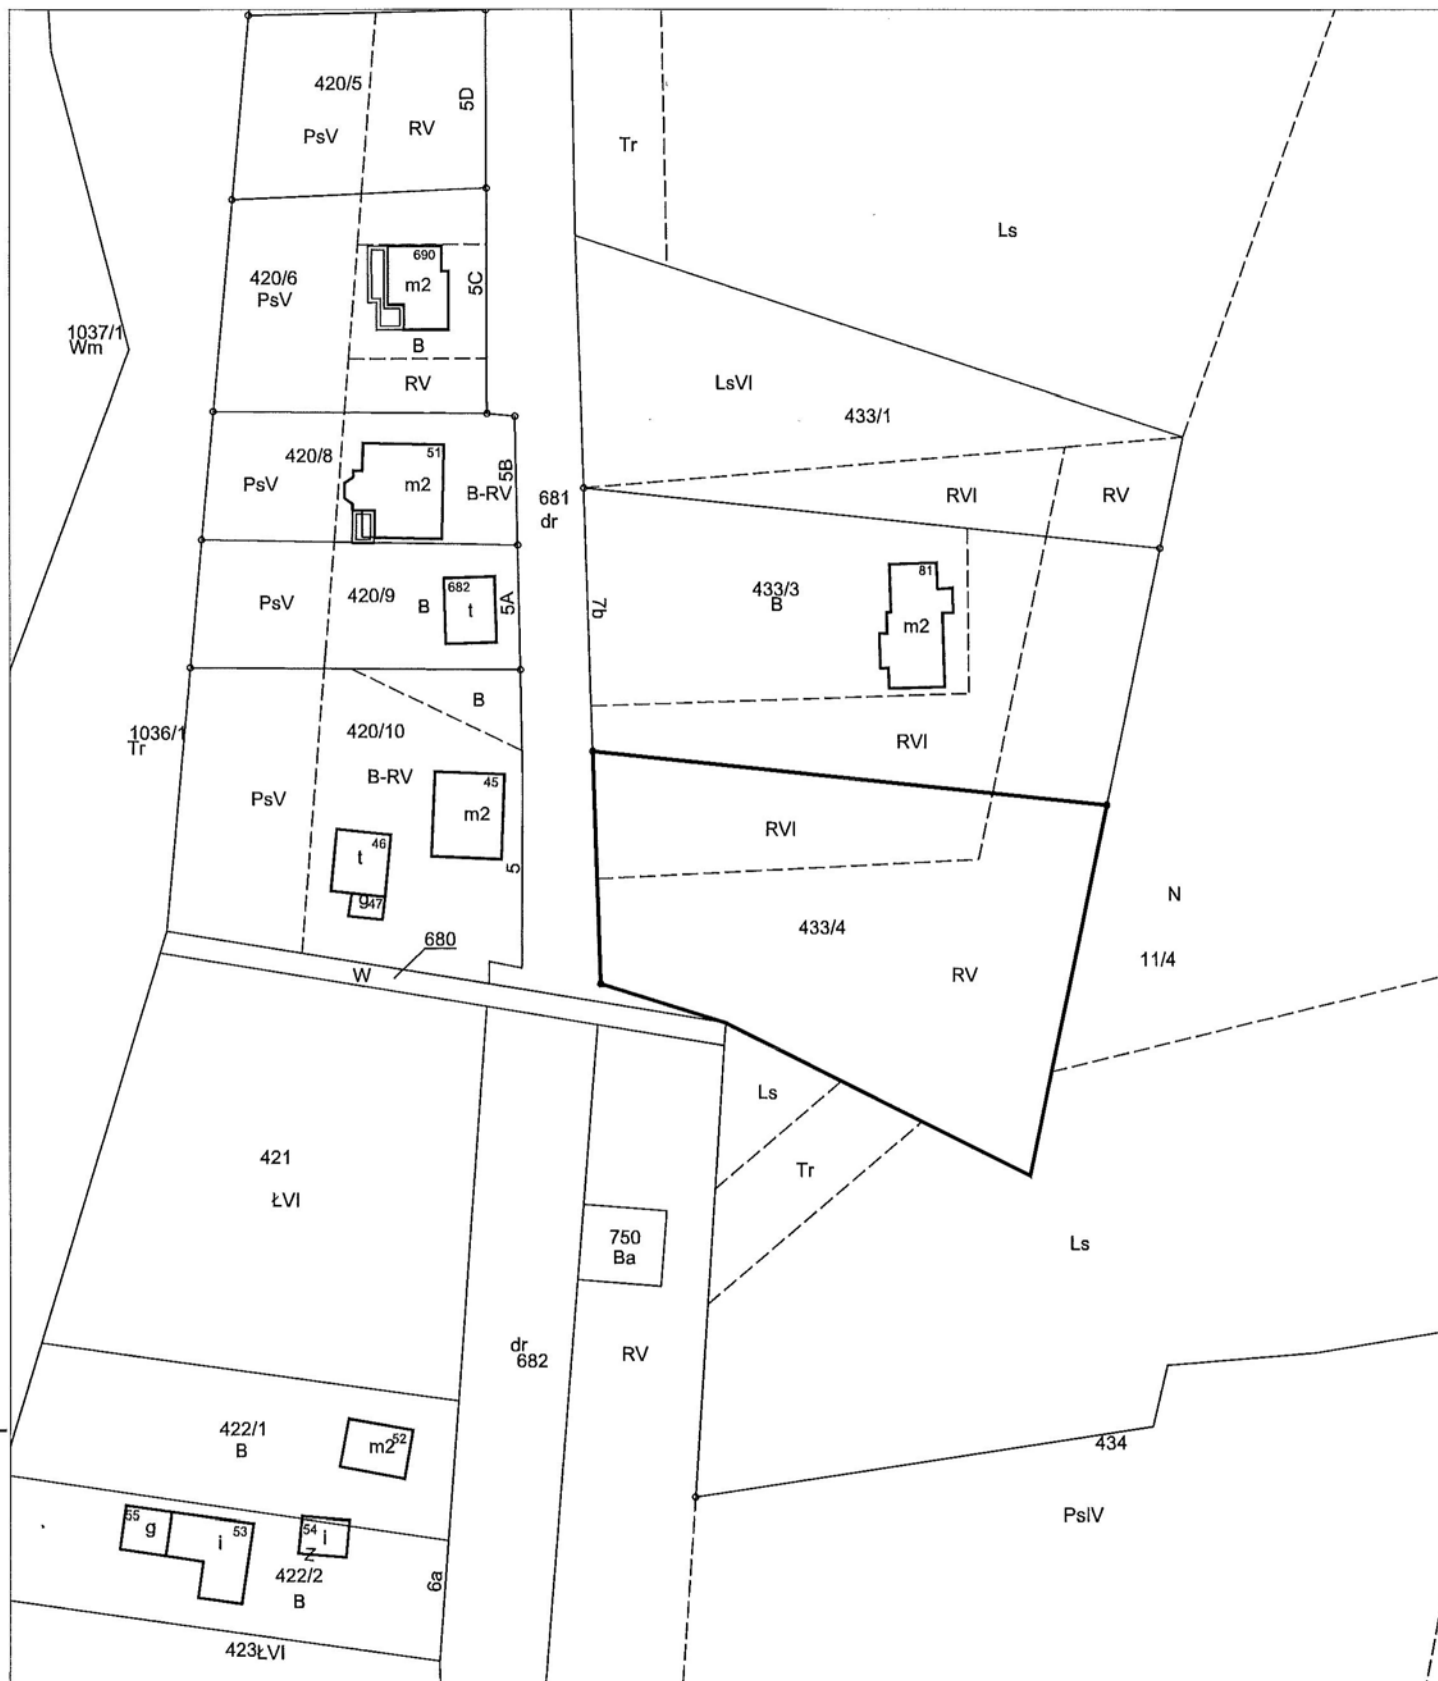 420/5
5D
PsV
RV
Tr
Ls
690
m2
5C
420/6
PsV
B
RV
1037/1
Wm
LsVI
433/1
420/8
51
m2
5B
PsV
B-RV
681
dr
RVI
RV
420/9
PsV
B
682
t
5A
7b
433/3
B
81
m2
B
1036/1
Tr
420/10
RVI
B-RV
45
m2
PsV
RVI
46
t
5
g
47
N
433/4
680
11/4
W
RV
Ls
421
Tr
ŁVI
750
Ba
Ls
dr
682
RV
422/1
B
m2
52
434
55
g
i
53
54
i
Z
422/2
B
6a
PsIV
423
ŁVI